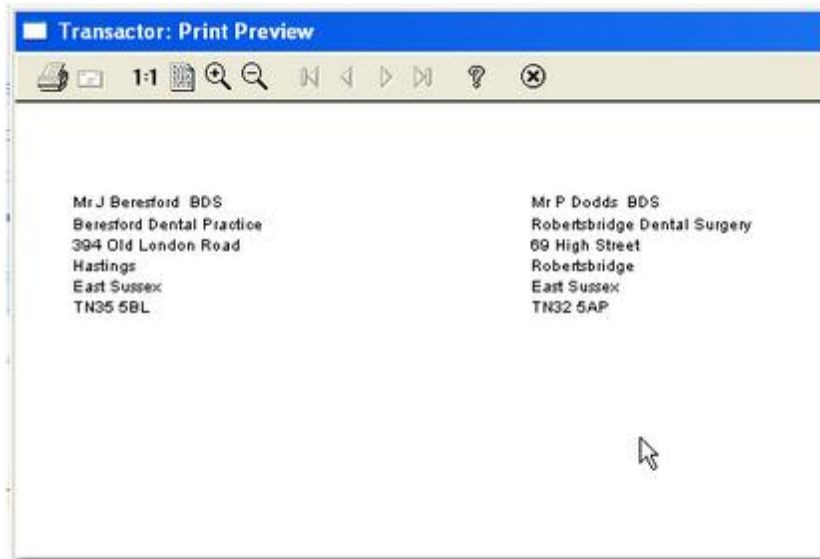 Transactor: Print Preview
1:1
Mr J Beresford BDS
Beresford Dental Practice
394 Old London Road
Hastings
East Sussex
TN35 5BL
Mr P Dodds BDS
Robertsbridge Dental Surgery
69 High Street
Robertsbridge
East Sussex
TN32 5AP